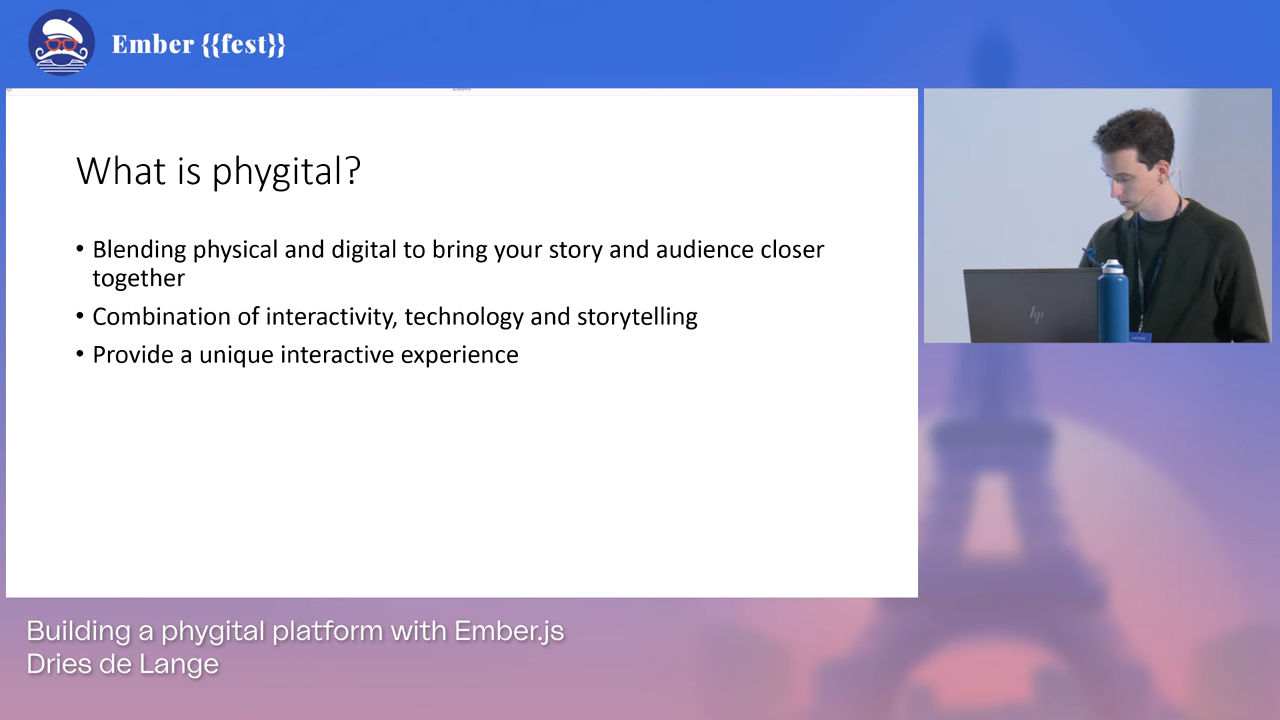 Ember {{fest}}
What is phygital?
• Blending physical and digital to bring your story and audience closer
together
• Combination of interactivity, technology and storytelling
• Provide a unique interactive experience
hp
Building a phygital platform with Ember.js
Dries de Lange